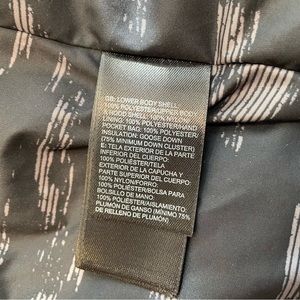 GB: LOWER BODY SHELL:
100% POLYESTER/UPPER BODY
& HOOD SHELL: 100% NYLON/
LINING: 100% POLYESTER/HAND
POCKET BAG: 100% POLYESTER/
INSULATION: GOOSE DOWN
(75% MINIMUM DOWN CLUSTER)
E: TELA EXTERIOR DE LA PARTE
INFERIOR DEL CUERPO:
100% POLIÉSTER/TELA
EXTERIOR DE LA CAPUCHA Y
PARTE SUPERIOR DEL CUERPO:
100% NYLON/FORRO:
100% POLIÉSTER/BOLSA DEL
BOLSILLO DE MANO:
100% POLIÉSTER/AISLAMIENTO
PLUMÓN DE GANSO (MÍNIMO 75%
DE RELLENO DE PLUMÓN)